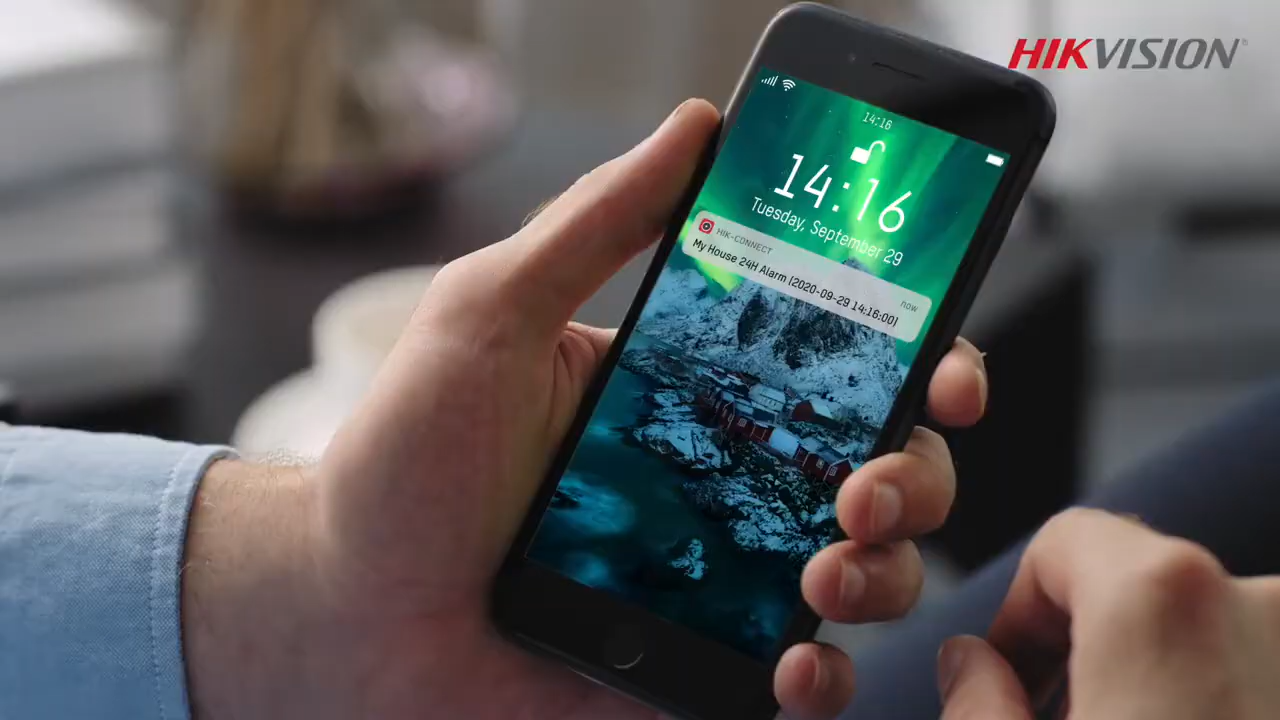 HIKVISION®
14:16
14:16
Tuesday, September 29
HIK-CONNECT
now
My House 24H Alarm (2020-09-29 14:16:00)